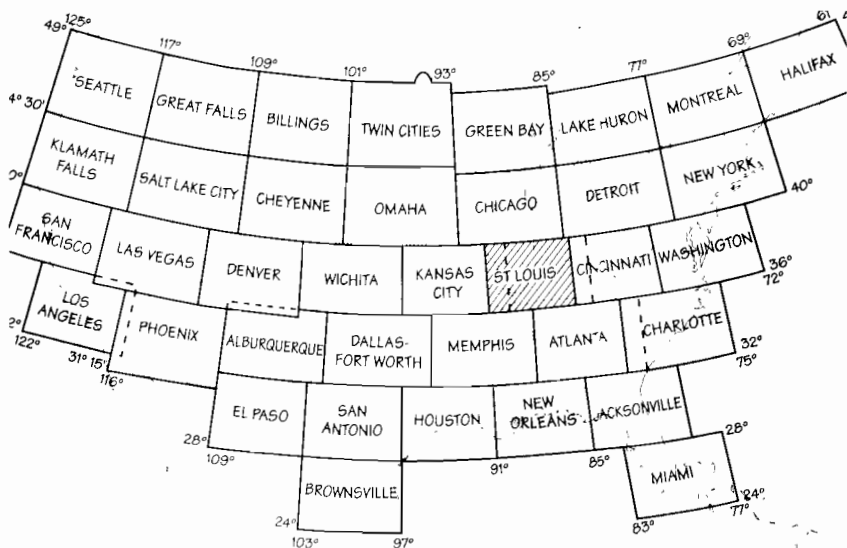 125°
49°
117°
109°
101°
93°
85°
77°
69°
61
4
SEATTLE
GREAT FALLS
BILLINGS
TWIN CITIES
GREEN BAY
LAKE HURON
MONTREAL
HALIFAX
4° 30'
KLAMATH
FALLS
SALT LAKE CITY
CHEYENNE
OMAHA
CHICAGO
DETROIT
NEW YORK
40°
0°
SAN
FRANCISCO
LAS VEGAS
DENVER
WICHITA
KANSAS
CITY
ST LOUIS
CINCINNATI
WASHINGTON
36°
72°
LOS
ANGELES
PHOENIX
ALBURQUERQUE
DALLAS-
FORT WORTH
MEMPHIS
ATLANTA
CHARLOTTE
32°
75°
2°
122°
31° 15'
116°
EL PASO
SAN
ANTONIO
HOUSTON
NEW
ORLEANS
JACKSONVILLE
28°
109°
91°
85°
28°
BROWNSVILLE
MIAMI
24°
77°
83°
24°
103°
97°